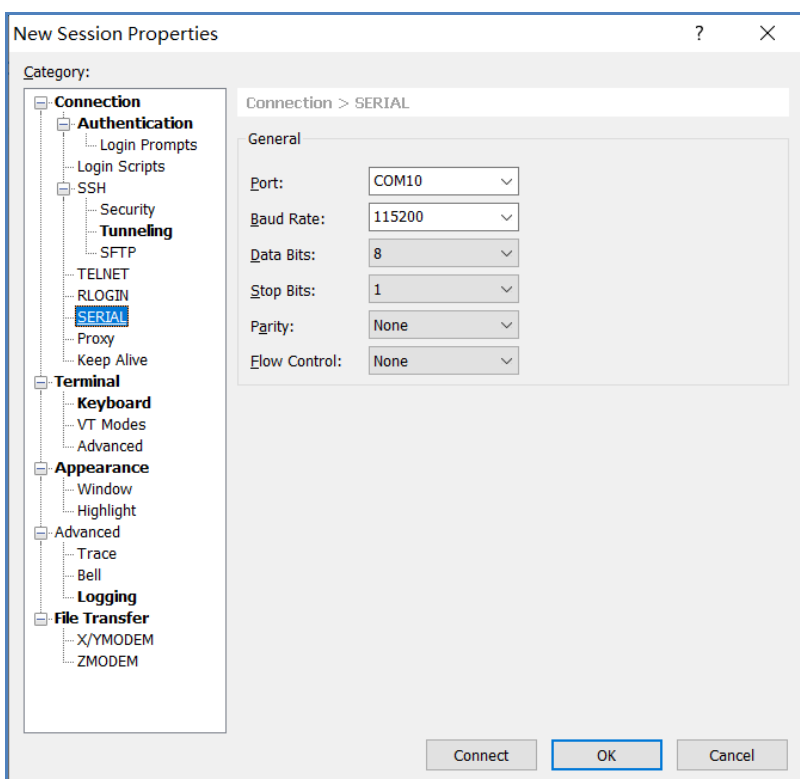 New Session Properties
?
Category:
Connection
Authentication
Login Prompts
Login Scripts
SSH
Security
Tunneling
SFTP
TELNET
RLOGIN
SERIAL
Proxy
Keep Alive
Terminal
Keyboard
VT Modes
Advanced
Appearance
Window
Highlight
Advanced
Trace
Bell
Logging
File Transfer
X/YMODEM
ZMODEM
Connection > SERIAL
General
Port: COM10
Baud Rate: 115200
Data Bits: 8
Stop Bits: 1
Parity: None
Flow Control: None
Connect OK Cancel